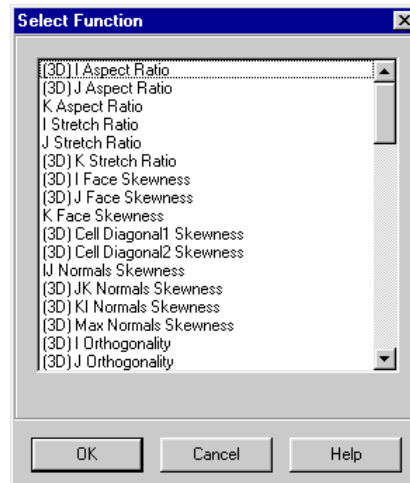 Select Function
(3D) I Aspect Ratio
(3D) J Aspect Ratio
K Aspect Ratio
I Stretch Ratio
J Stretch Ratio
(3D) K Stretch Ratio
(3D) I Face Skewness
(3D) J Face Skewness
K Face Skewness
(3D) Cell Diagonal1 Skewness
(3D) Cell Diagonal2 Skewness
IJ Normals Skewness
(3D) JK Normals Skewness
(3D) KI Normals Skewness
(3D) Max Normals Skewness
(3D) I Orthogonality
(3D) J Orthogonality
OK Cancel Help